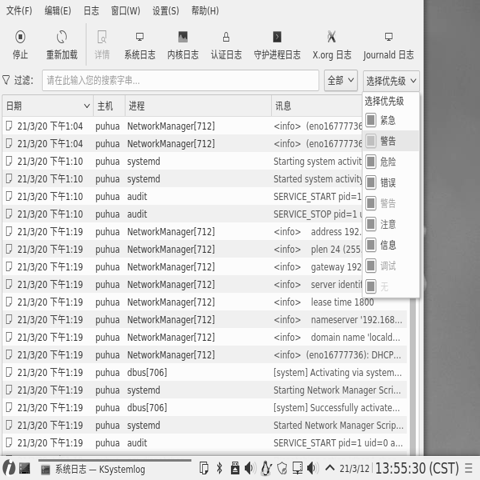 文件(F) 编辑(E) 日志 窗口(W) 设置(S) 帮助(H)
停止 重新加载 详情 系统日志 内核日志 认证日志 守护进程日志 X.org 日志 Journald 日志
过滤: 请在此输入您的搜索字串... 全部 选择优先级
选择优先级
紧急
警告
危险
错误
警告
注意
信息
调试
无
日期 主机 进程 讯息
21/3/20 下午1:04 puhua NetworkManager[712] <info> (eno16777736
21/3/20 下午1:04 puhua NetworkManager[712] <info> (eno16777736
21/3/20 下午1:10 puhua systemd Starting system activit
21/3/20 下午1:10 puhua systemd Started system activity
21/3/20 下午1:10 puhua audit SERVICE_START pid=1
21/3/20 下午1:10 puhua audit SERVICE_STOP pid=1 u
21/3/20 下午1:19 puhua NetworkManager[712] <info> address 192.
21/3/20 下午1:19 puhua NetworkManager[712] <info> plen 24 (255.
21/3/20 下午1:19 puhua NetworkManager[712] <info> gateway 192
21/3/20 下午1:19 puhua NetworkManager[712] <info> server identif
21/3/20 下午1:19 puhua NetworkManager[712] <info> lease time 1800
21/3/20 下午1:19 puhua NetworkManager[712] <info> nameserver '192.168...
21/3/20 下午1:19 puhua NetworkManager[712] <info> domain name 'locald...
21/3/20 下午1:19 puhua NetworkManager[712] <info> (eno16777736): DHCP...
21/3/20 下午1:19 puhua dbus[706] [system] Activating via system...
21/3/20 下午1:19 puhua systemd Starting Network Manager Scri...
21/3/20 下午1:19 puhua dbus[706] [system] Successfully activate...
21/3/20 下午1:19 puhua systemd Started Network Manager Scrip...
21/3/20 下午1:19 puhua audit SERVICE_START pid=1 uid=0 a...
系统日志 — KSystemlog 21/3/12 13:55:30 (CST)